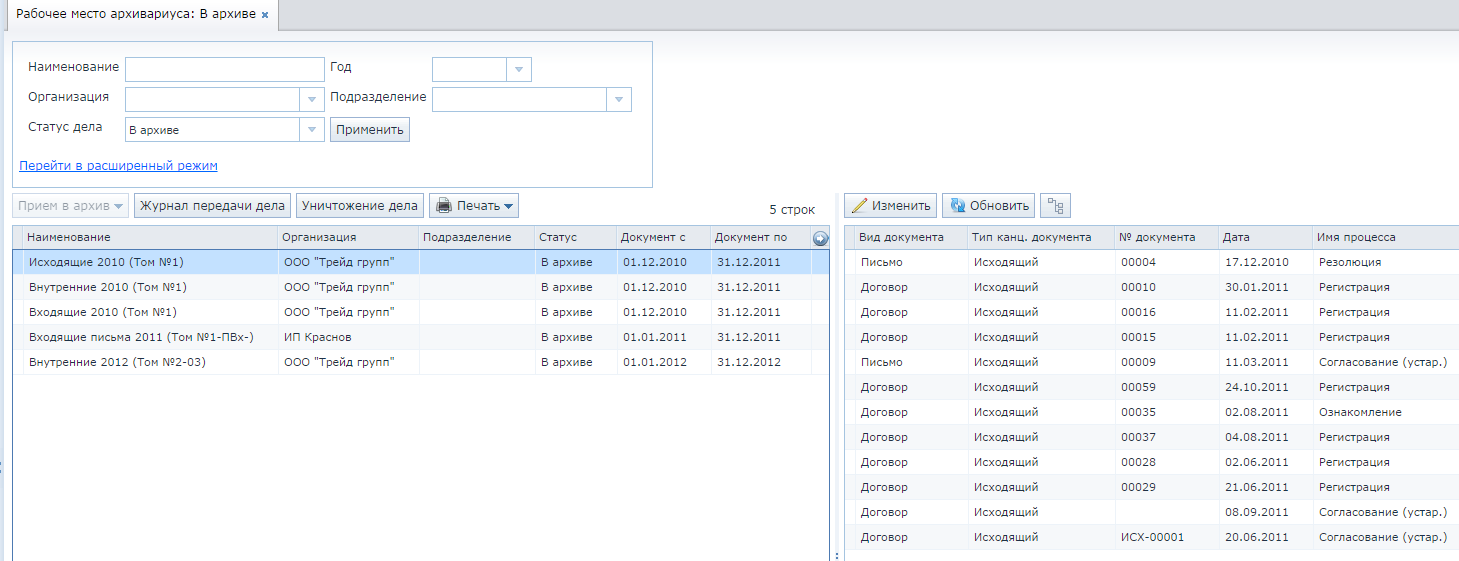 Рабочее место архивариуса: В архиве ×
Наименование Год
Организация Подразделение
Статус дела В архиве Применить
Перейти в расширенный режим
Прием в архив Журнал передачи дела Уничтожение дела Печать 5 строк
Наименование Организация Подразделение Статус Документ с Документ по
Исходящие 2010 (Том №1) ООО "Трейд групп" В архиве 01.12.2010 31.12.2011
Внутренние 2010 (Том №1) ООО "Трейд групп" В архиве 01.12.2010 31.12.2011
Входящие 2010 (Том №1) ООО "Трейд групп" В архиве 01.12.2010 31.12.2011
Входящие письма 2011 (Том №1-ПВх-) ИП Краснов В архиве 01.01.2011 31.12.2011
Внутренние 2012 (Том №2-03) ООО "Трейд групп" В архиве 01.01.2012 31.12.2012
Изменить Обновить
Вид документа Тип канц. документа № документа Дата Имя процесса
Письмо Исходящий 00004 17.12.2010 Резолюция
Договор Исходящий 00010 30.01.2011 Регистрация
Договор Исходящий 00016 11.02.2011 Регистрация
Договор Исходящий 00015 11.02.2011 Регистрация
Письмо Исходящий 00009 11.03.2011 Согласование (устар.)
Договор Исходящий 00059 24.10.2011 Регистрация
Договор Исходящий 00035 02.08.2011 Ознакомление
Договор Исходящий 00037 04.08.2011 Регистрация
Договор Исходящий 00028 02.06.2011 Регистрация
Договор Исходящий 00029 21.06.2011 Регистрация
Договор Исходящий 08.09.2011 Согласование (устар.)
Договор Исходящий ИСХ-00001 20.06.2011 Согласование (устар.)